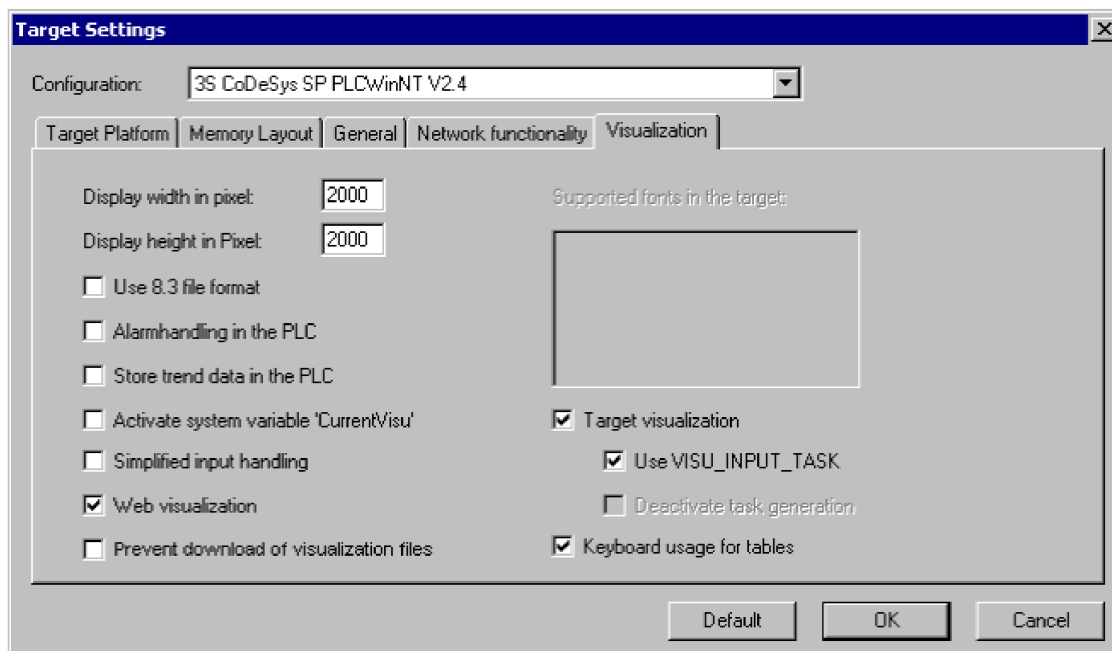 Target Settings
Configuration: 3S CoDeSys SP PLCWinNT V2.4
Target Platform Memory Layout General Network functionality Visualization
Display width in pixel: 2000 Supported fonts in the target:
Display height in Pixel: 2000
Use 8.3 file format
Alarmhandling in the PLC
Store trend data in the PLC
Activate system variable 'CurrentVisu' Target visualization
Simplified input handling Use VISU_INPUT_TASK
Web visualization Deactivate task generation
Prevent download of visualization files Keyboard usage for tables
Default OK Cancel